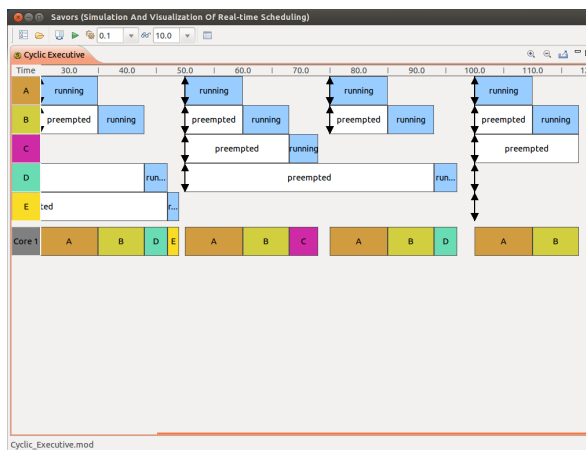 Savors (Simulation And Visualization Of Real-time Scheduling)
0.1 10.0
Cyclic Executive
Time 30.0 40.0 50.0 60.0 70.0 80.0 90.0 100.0 110.0
A running running running running
B preempted running preempted running preempted running preempted running
C preempted running preempted
D run... preempted run...
E r...
Core 1 A B D E A B C A B D A B
Cyclic_Executive.mod